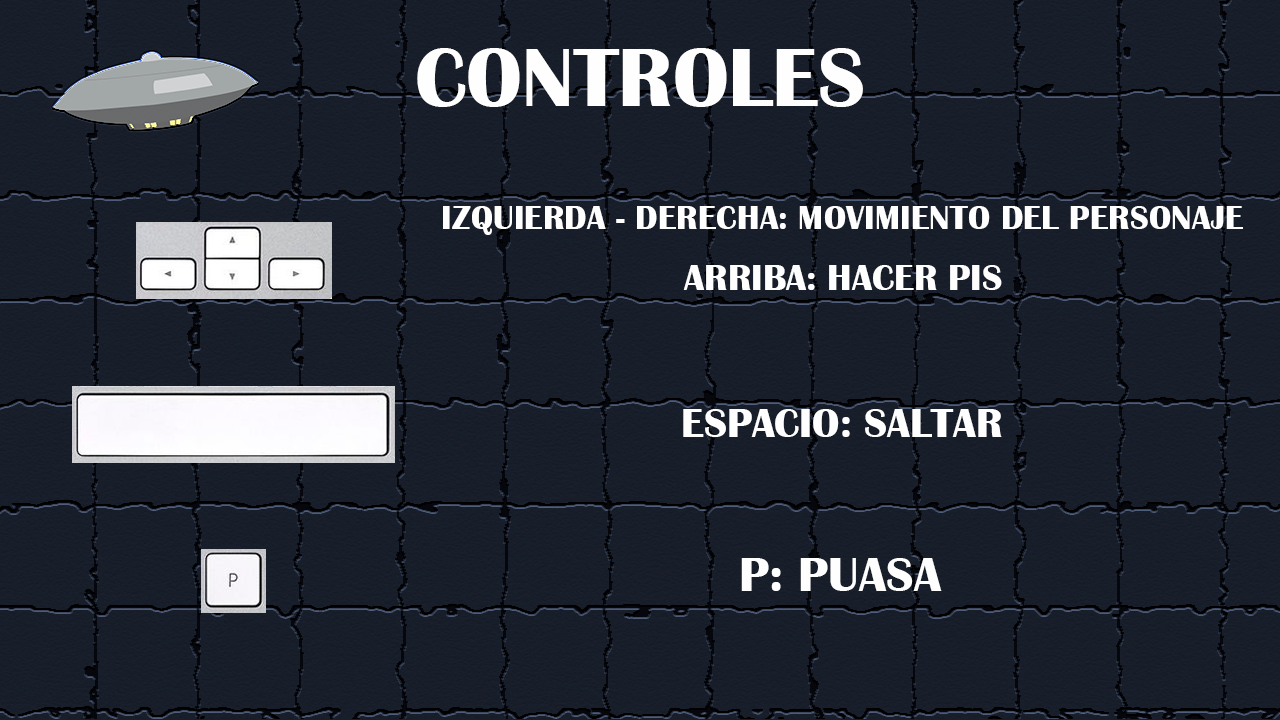 CONTROLES
IZQUIERDA - DERECHA: MOVIMIENTO DEL PERSONAJE
ARRIBA: HACER PIS
ESPACIO: SALTAR
P
P: PUASA